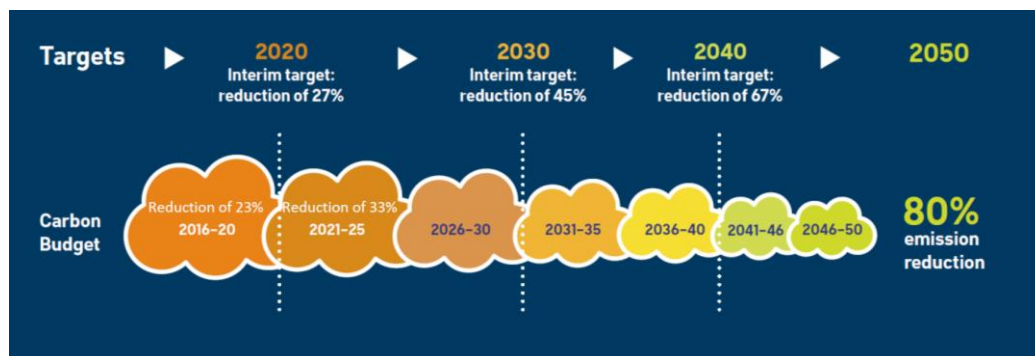 Targets
2020
Interim target:
reduction of 27%
2030
Interim target:
reduction of 45%
2040
Interim target:
reduction of 67%
2050
Carbon
Budget
Reduction of 23%
2016–20
Reduction of 33%
2021–25
2026–30
2031–35
2036–40
2041–46
2046–50
80%
emission
reduction